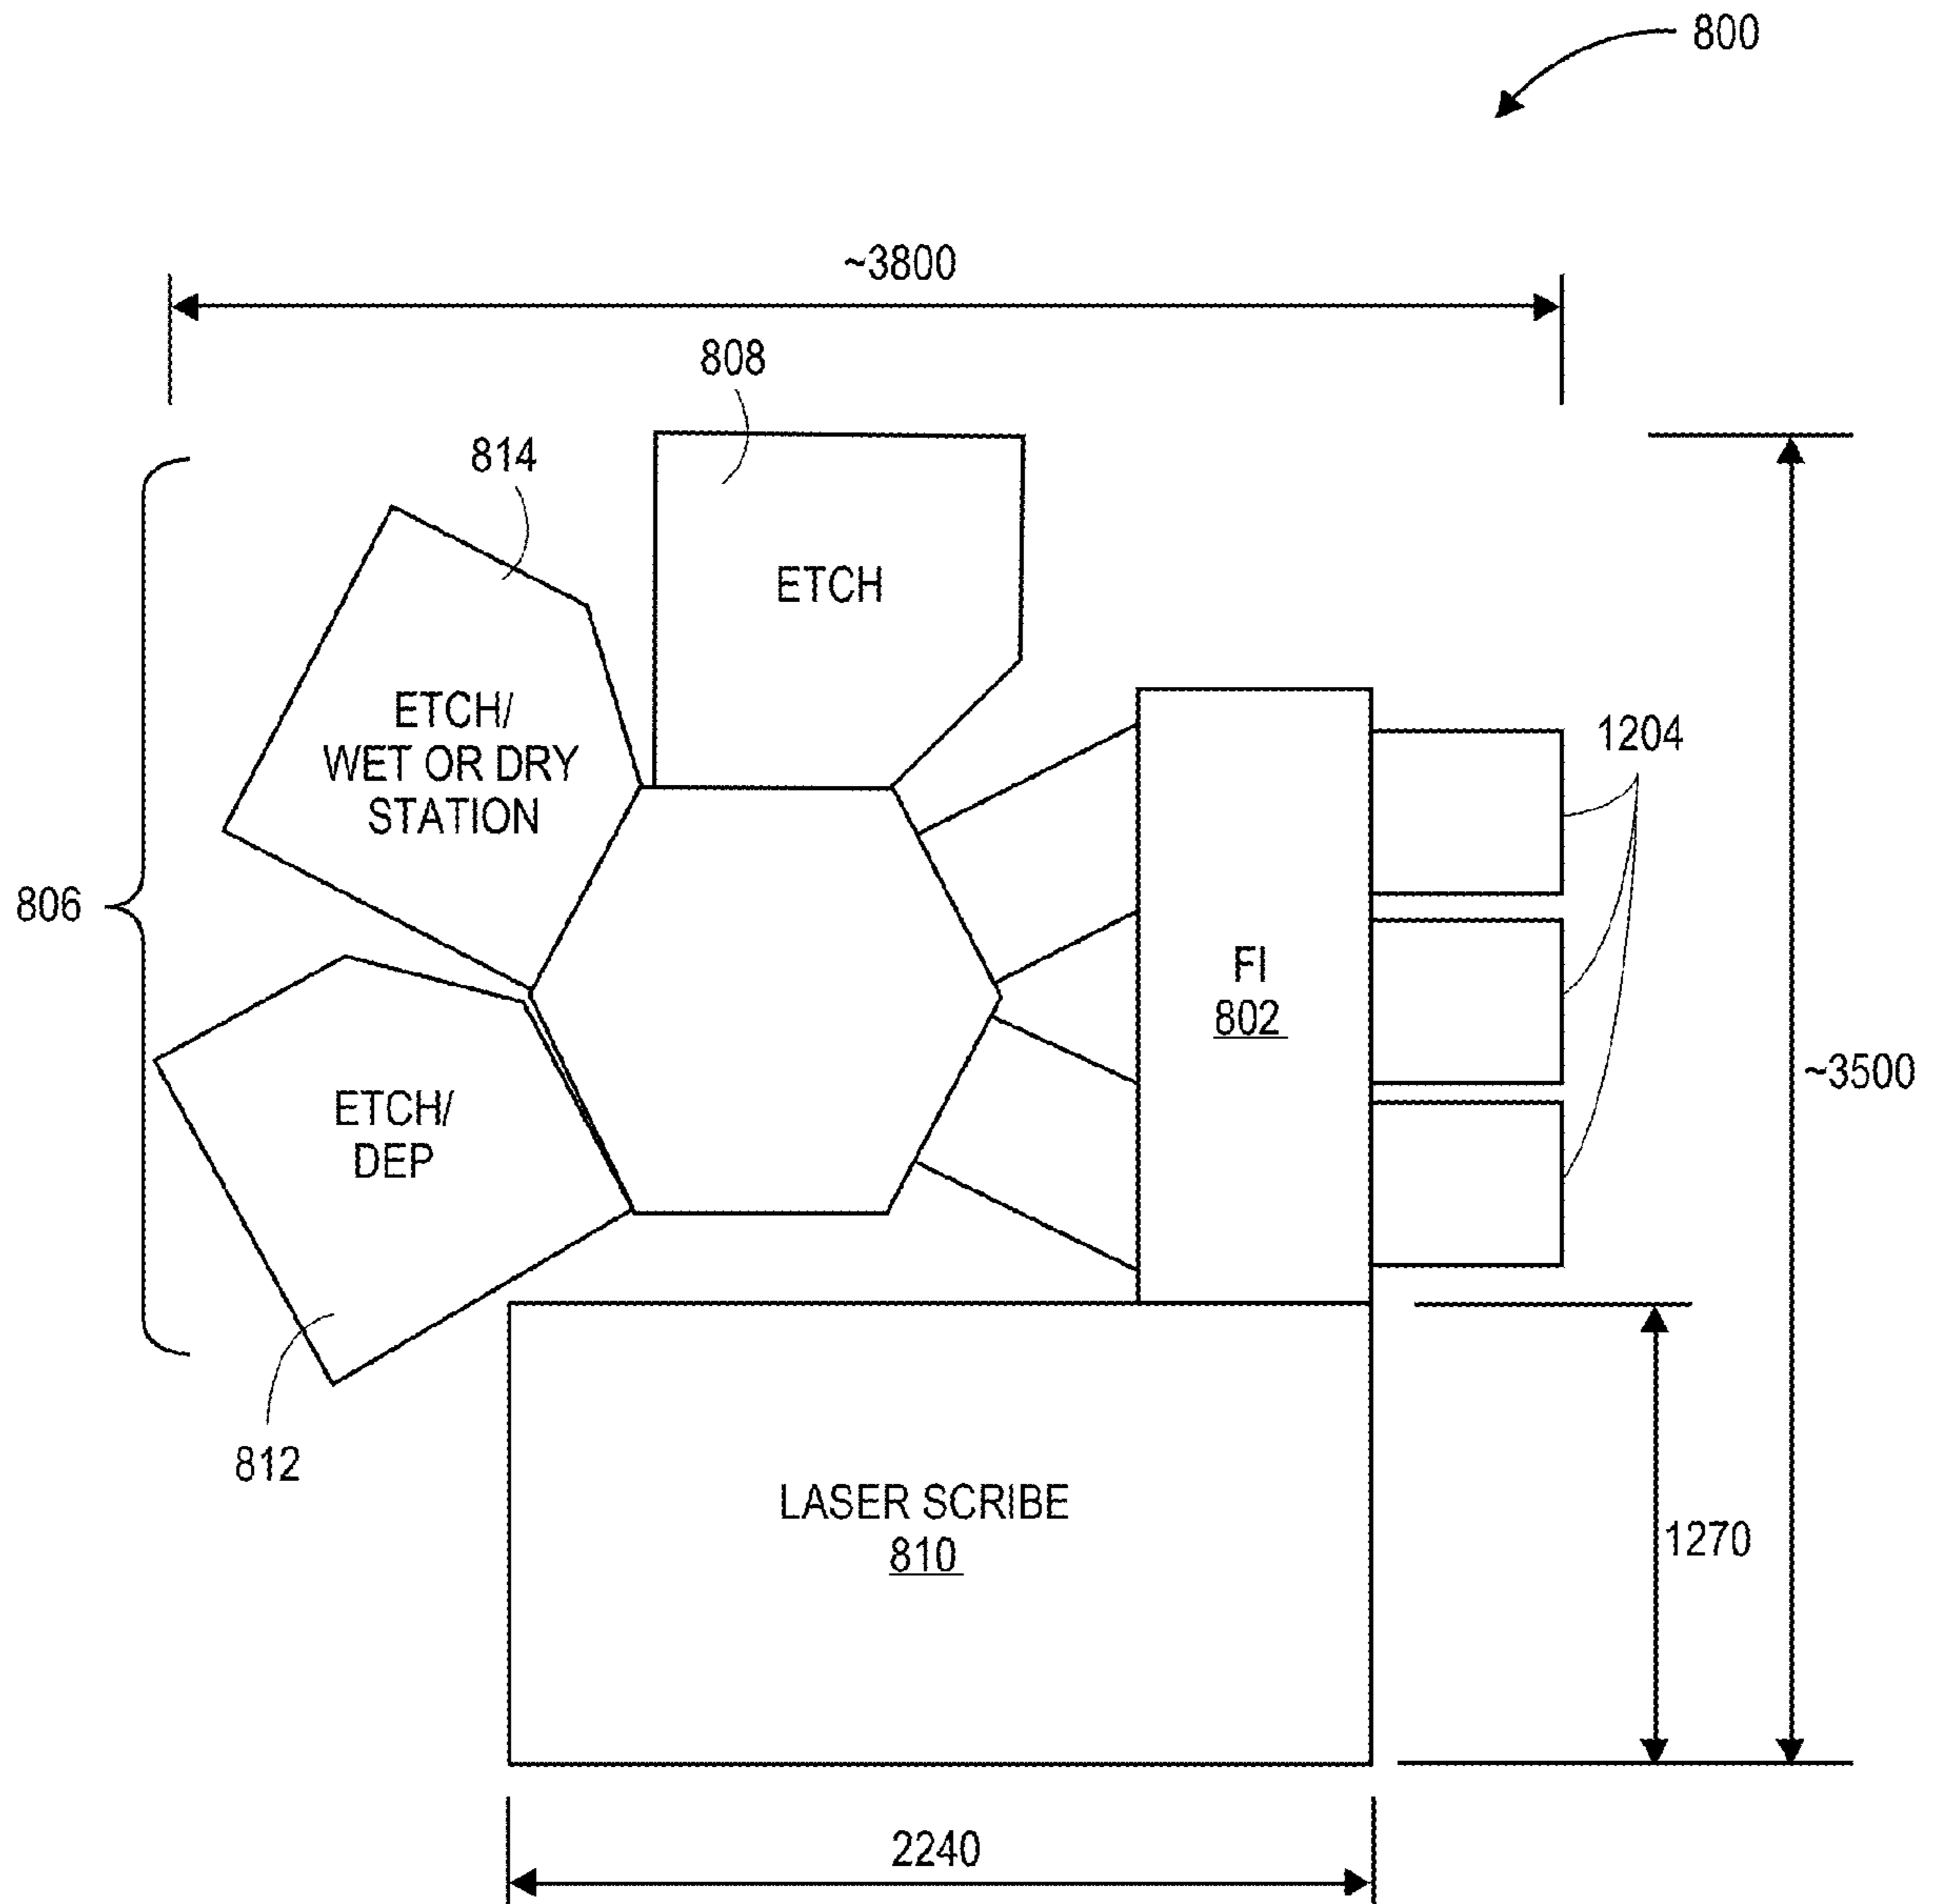 800
~3800
808
814
ETCH
ETCH/
WET OR DRY
STATION
1204
806
FI
802
~3500
ETCH/
DEP
812
LASER SCRIBE
810
1270
2240